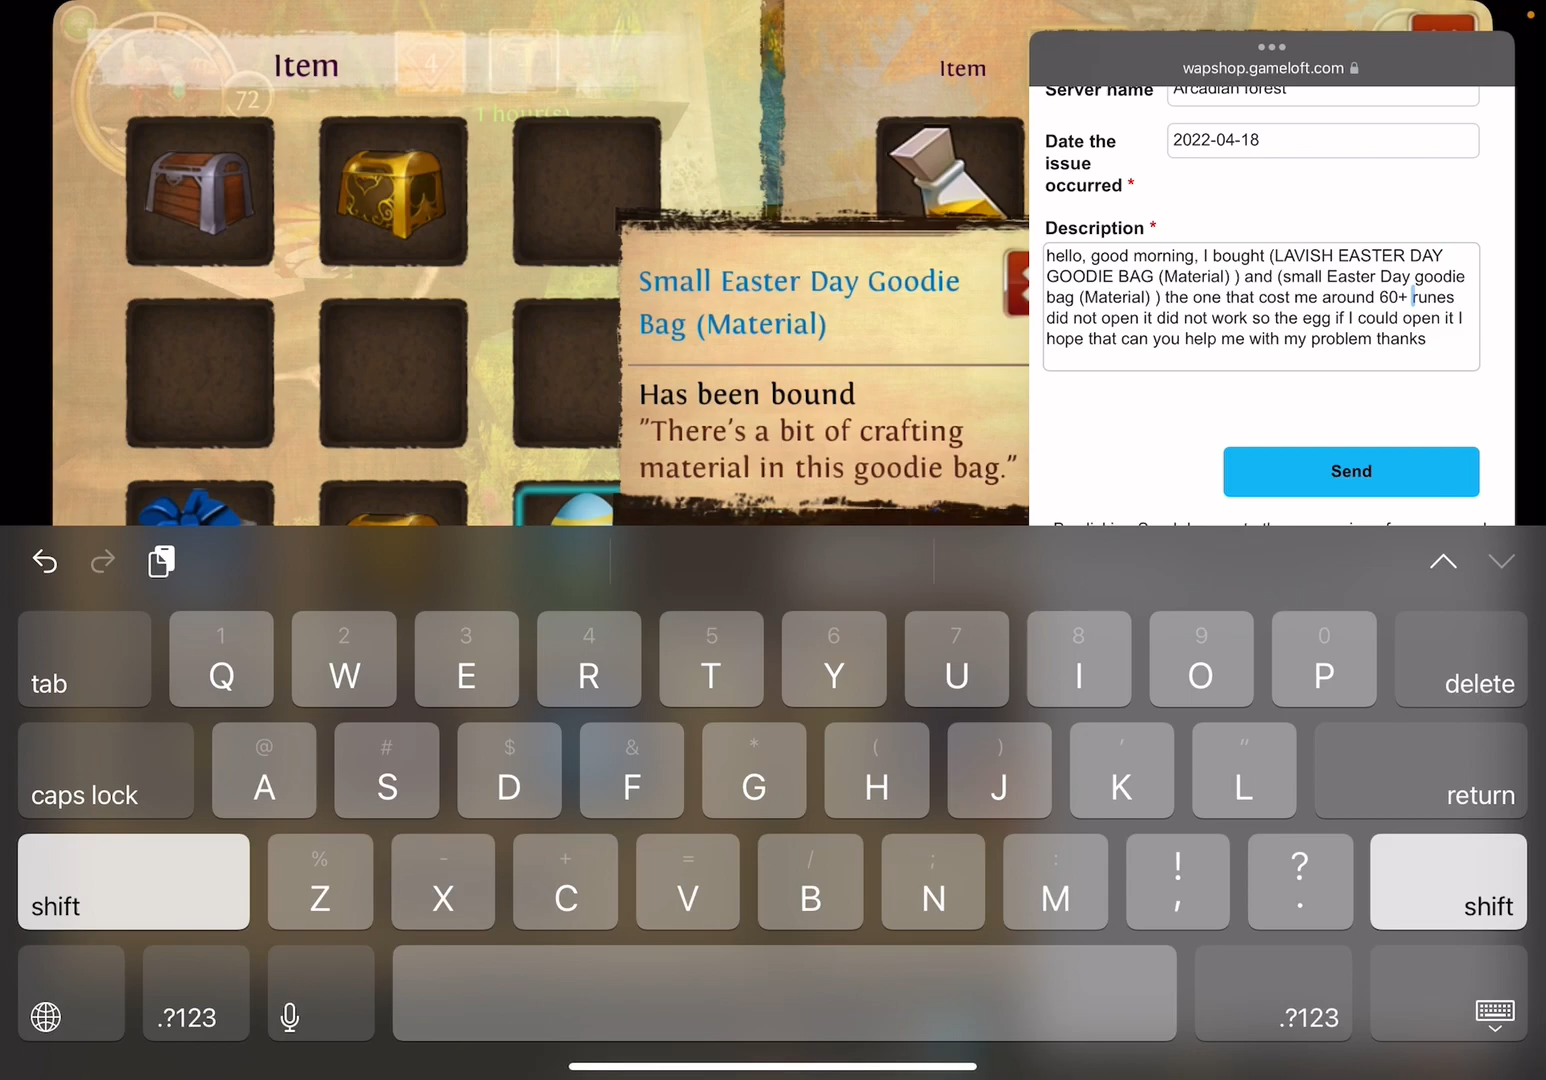 Item
4
72
1 hour(s)
Item
Small Easter Day Goodie
Bag (Material)
Has been bound
"There's a bit of crafting
material in this goodie bag."
wapshop.gameloft.com
Server name
Arcadian forest
Date the
issue
occurred *
2022-04-18
Description *
hello, good morning, I bought (LAVISH EASTER DAY
GOODIE BAG (Material) ) and (small Easter Day goodie
bag (Material) ) the one that cost me around 60+ runes
did not open it did not work so the egg if I could open it I
hope that can you help me with my problem thanks
Send
1 2 3 4 5 6 7 8 9 0
tab Q W E R T Y U I O P delete
@ # $ & * ( ) ' "
caps lock A S D F G H J K L return
% - + = / ; : ! ?
shift Z X C V B N M , . shift
.?123 .?123